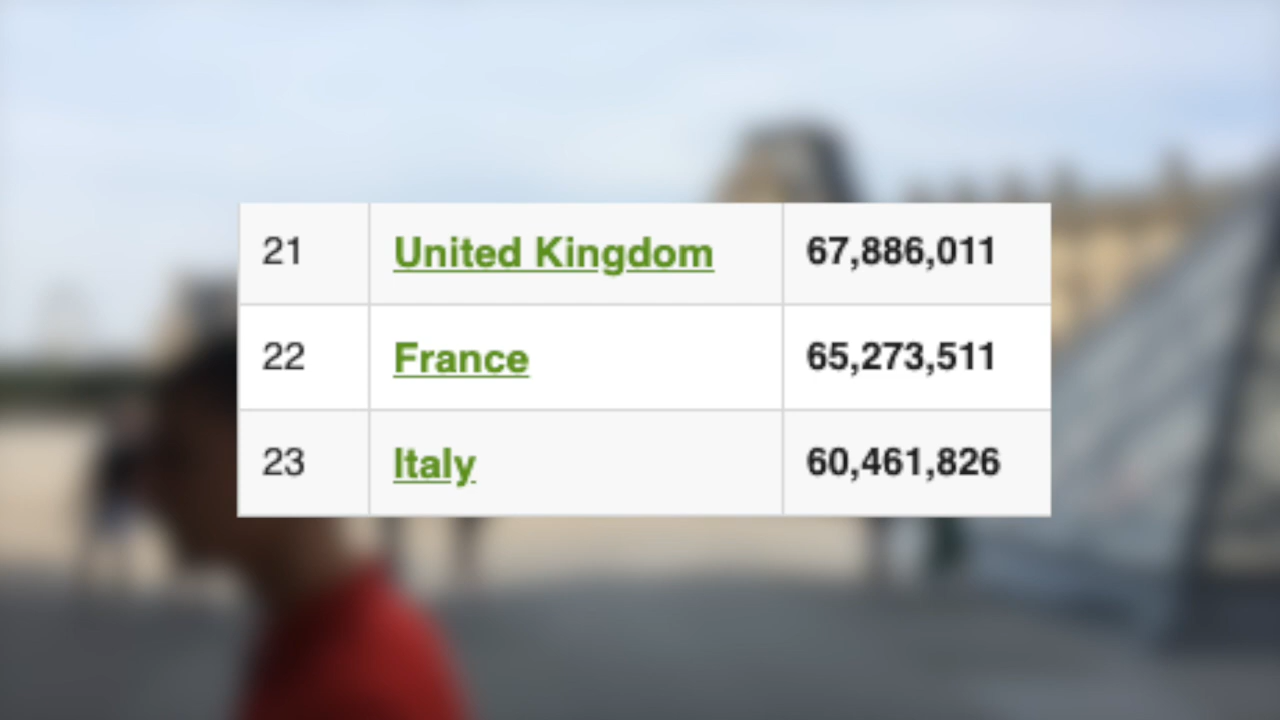 21 United Kingdom 67,886,011
22 France 65,273,511
23 Italy 60,461,826